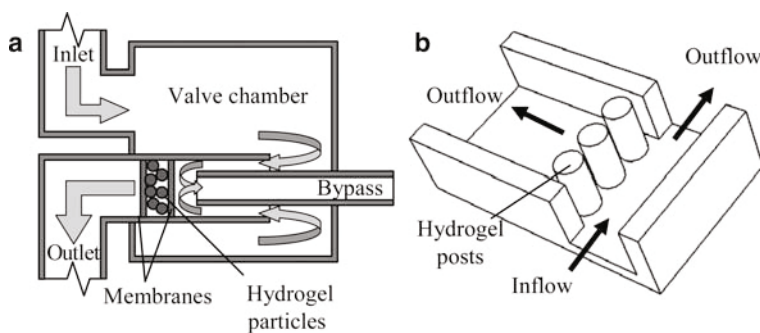 a
Inlet
Valve chamber
Bypass
Outlet
Membranes
Hydrogel
particles
b
Outflow
Outflow
Hydrogel
posts
Inflow